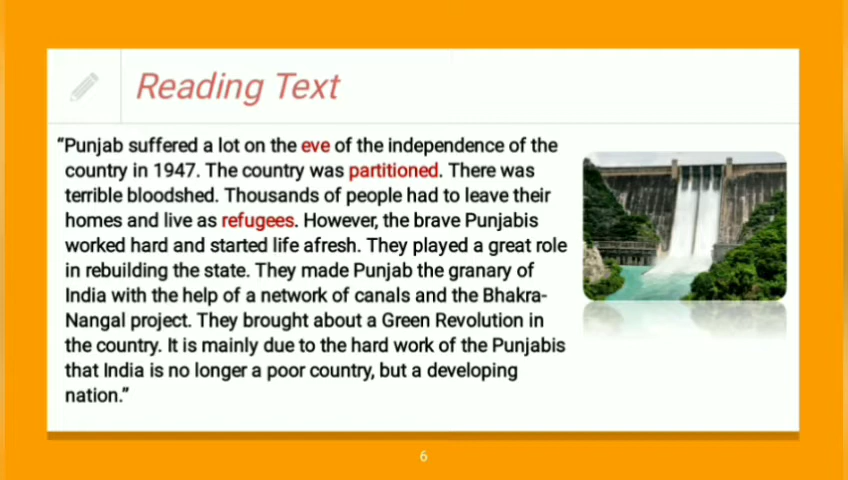 Reading Text
“Punjab suffered a lot on the eve of the independence of the
country in 1947. The country was partitioned. There was
terrible bloodshed. Thousands of people had to leave their
homes and live as refugees. However, the brave Punjabis
worked hard and started life afresh. They played a great role
in rebuilding the state. They made Punjab the granary of
India with the help of a network of canals and the Bhakra-
Nangal project. They brought about a Green Revolution in
the country. It is mainly due to the hard work of the Punjabis
that India is no longer a poor country, but a developing
nation.”
6